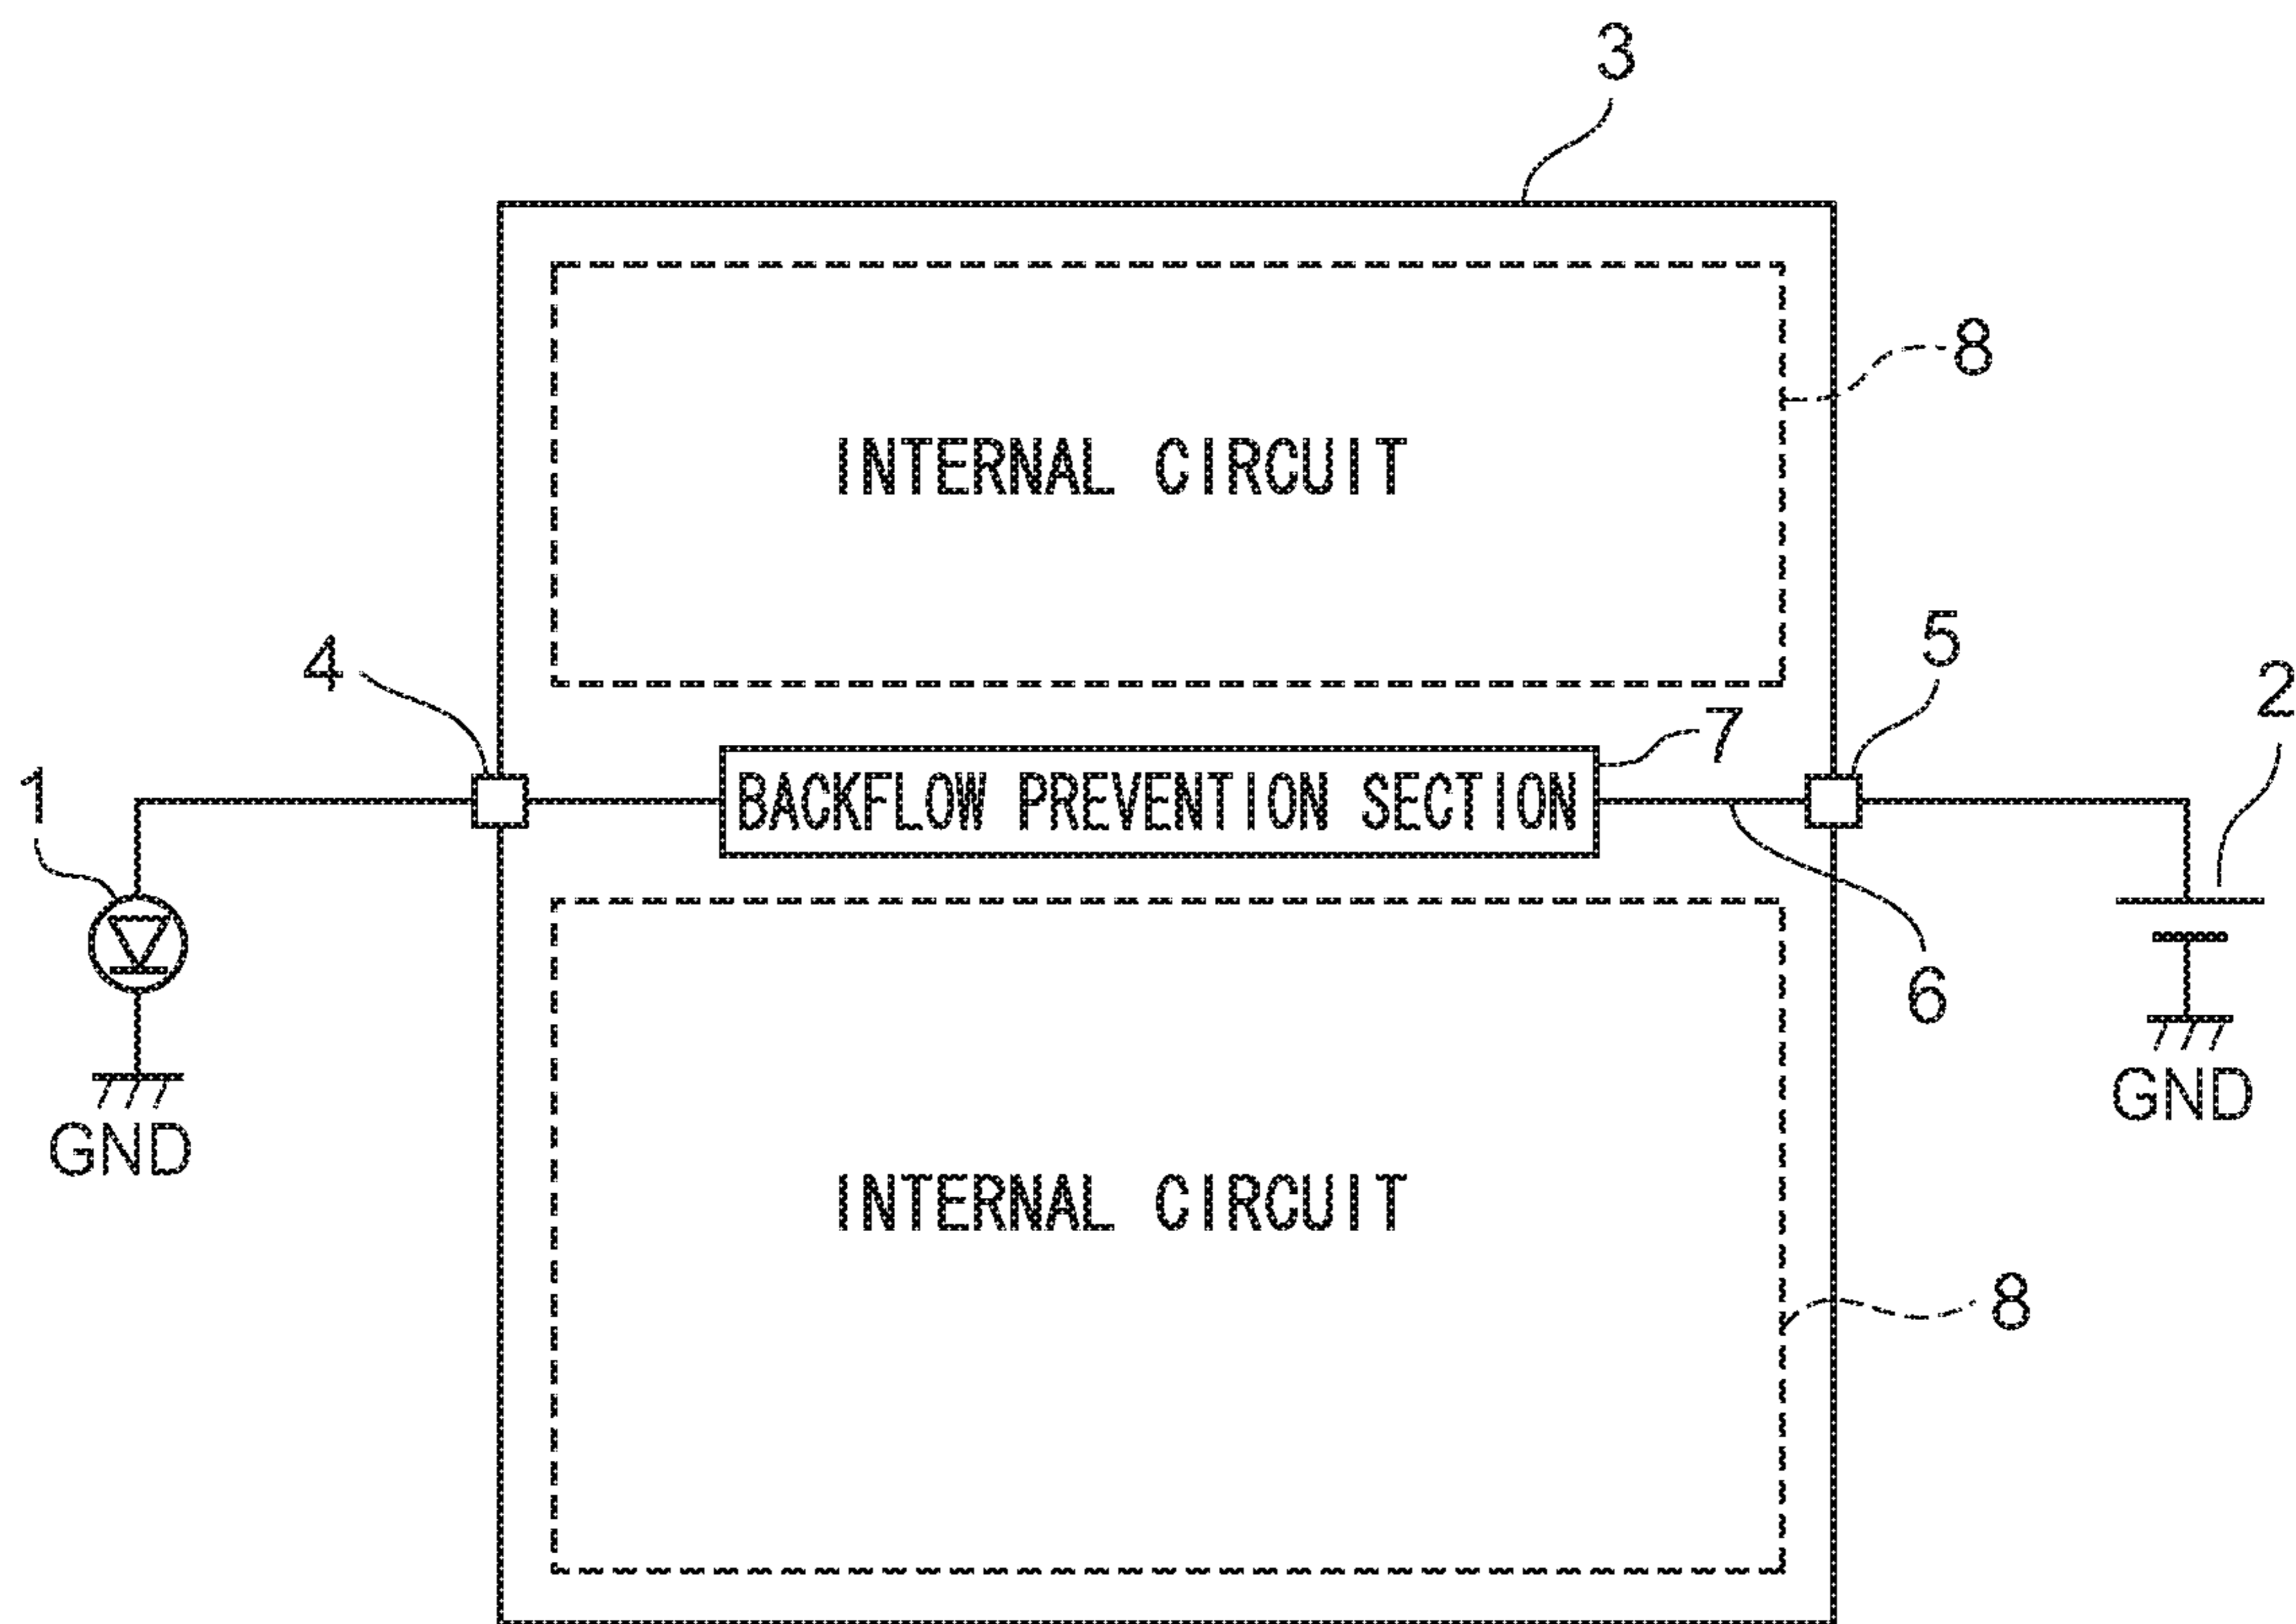 3
8
INTERNAL CIRCUIT
4
5
2
7
1
BACKFLOW PREVENTION SECTION
6
GND
GND
INTERNAL CIRCUIT
8